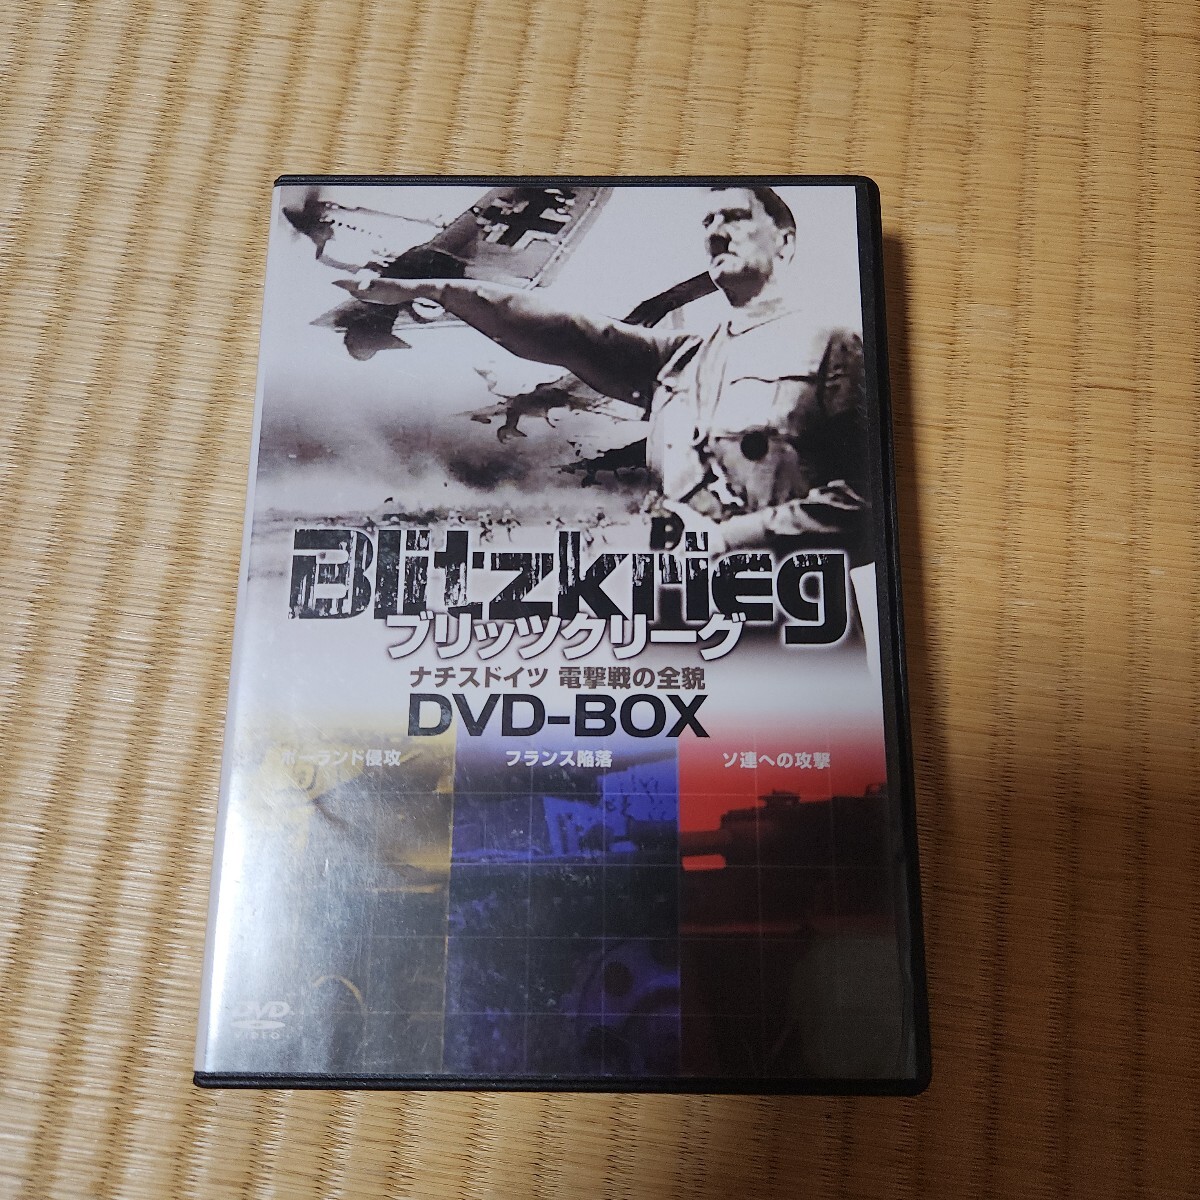 Blitzkrieg
ブリッツクリーグ
ナチスドイツ 電撃戦の全貌
DVD-BOX
ポーランド侵攻
フランス陥落
ソ連への攻撃
DVD
VIDEO